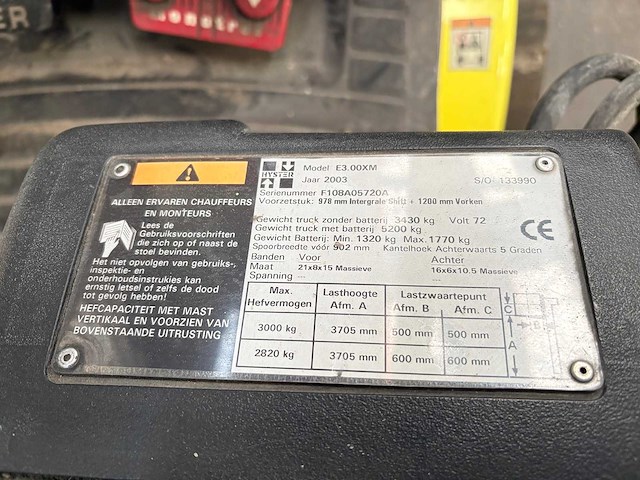 HYSTER
Model E3.00XM
Jaar 2003
S/O 133990
Serienummer F108A05720A
Voorzetstuk: 978 mm Intergrale Shift + 1200 mm Vorken
Gewicht truck zonder batterij 3430 kg Volt 72
Gewicht truck met batterij 5200 kg
Gewicht Batterij: Min. 1320 kg Max. 1770 kg
Spoorbreedte vóór 902 mm Kantelhoek Achterwaarts 5 Graden
Banden Voor Achter
Maat 21x8x15 Massieve 16x6x10.5 Massieve
Spanning --- ---
CE
ALLEEN ERVAREN CHAUFFEURS
EN MONTEURS
Lees de
Gebruiksvoorschriften
die zich op of naast de
stoel bevinden.
Het niet opvolgen van gebruiks-,
inspektie- en
onderhoudsinstrukies kan
ernstig letsel of zelfs de dood
tot gevolg hebben!
HEFCAPACITEIT MET MAST
VERTIKAAL EN VOORZIEN VAN
BOVENSTAANDE UITRUSTING
Max. Hefvermogen
Lasthoogte Afm. A
Lastzwaartepunt
Afm. B Afm. C
3000 kg 3705 mm 500 mm 500 mm
2820 kg 3705 mm 600 mm 600 mm
C
B
A
ER